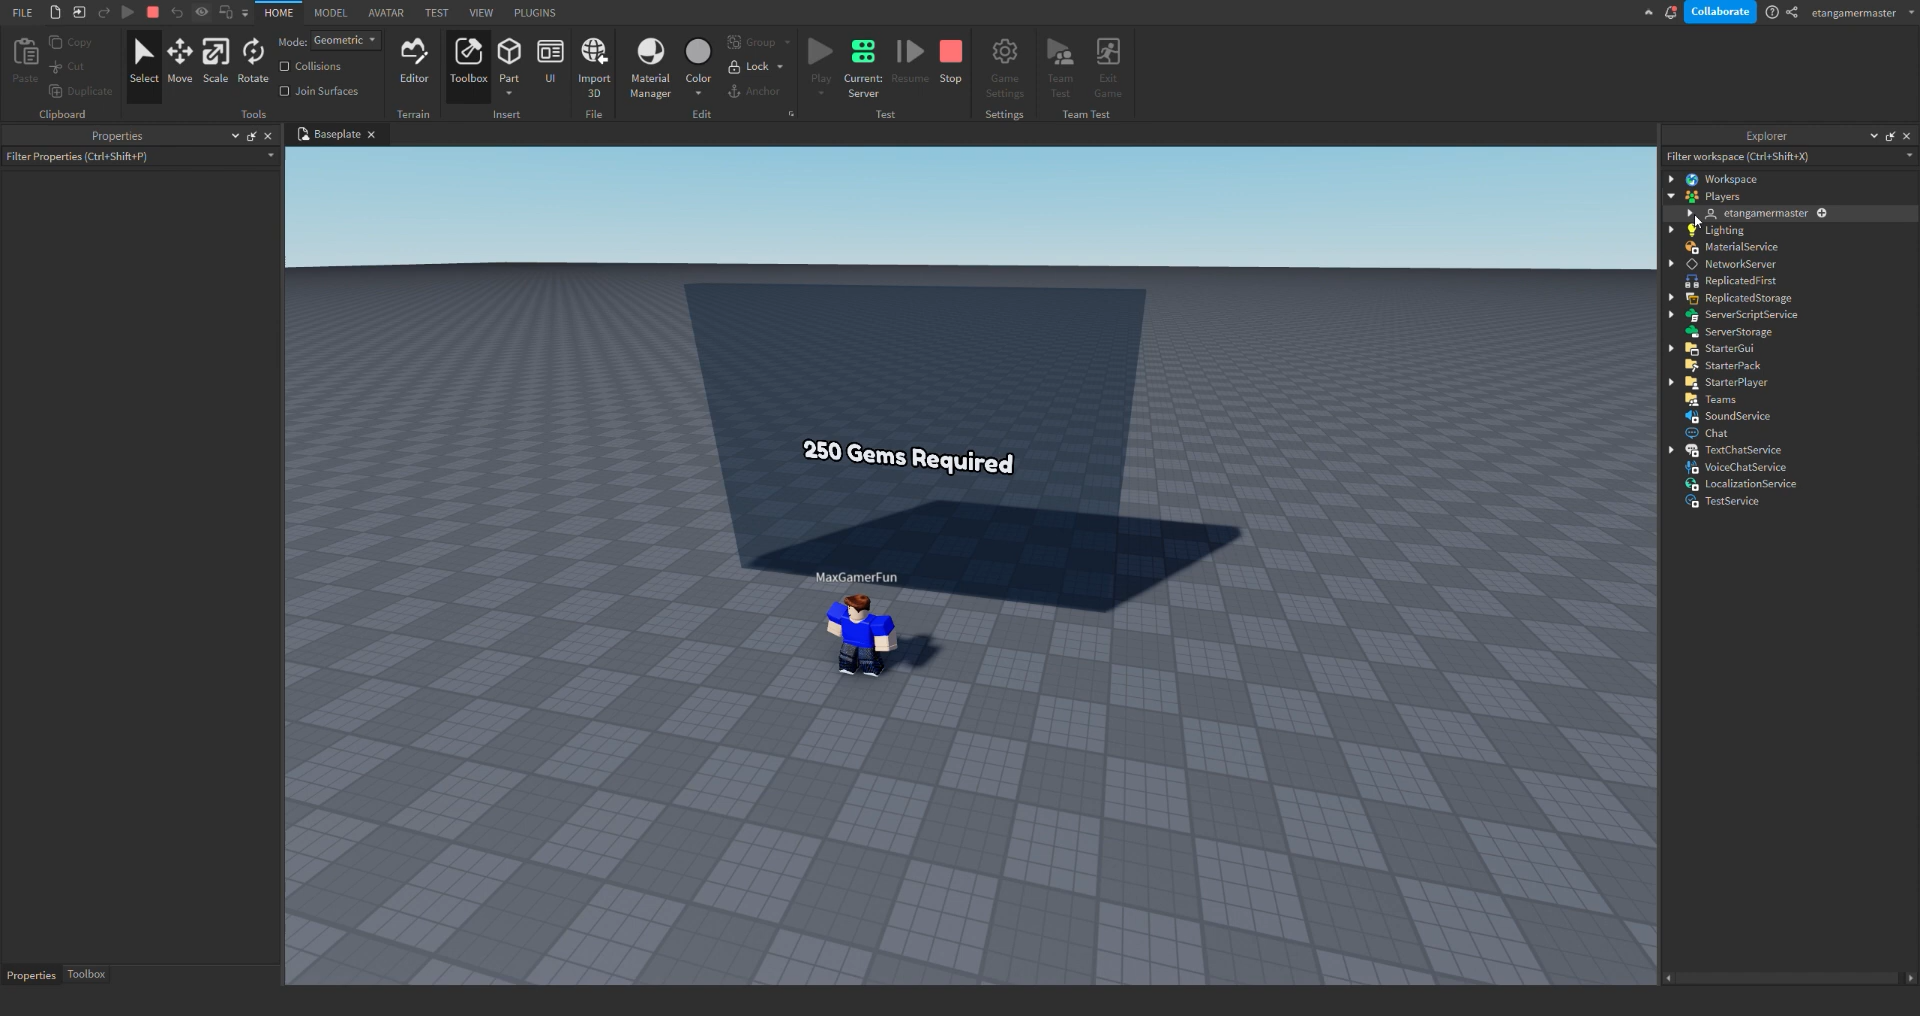 FILE
HOME
MODEL
AVATAR
TEST
VIEW
PLUGINS
Collaborate
etangamermaster
Paste
Copy
Cut
Duplicate
Clipboard
Select
Move
Scale
Rotate
Mode: Geometric
Collisions
Join Surfaces
Tools
Editor
Terrain
Toolbox
Part
UI
Insert
Import
3D
File
Material
Manager
Color
Group
Lock
Anchor
Edit
Play
Current:
Server
Resume
Stop
Test
Game
Settings
Settings
Team
Test
Exit
Game
Team Test
Properties
Filter Properties (Ctrl+Shift+P)
Baseplate
250 Gems Required
MaxGamerFun
Explorer
Filter workspace (Ctrl+Shift+X)
Workspace
Players
etangamermaster
Lighting
MaterialService
NetworkServer
ReplicatedFirst
ReplicatedStorage
ServerScriptService
ServerStorage
StarterGui
StarterPack
StarterPlayer
Teams
SoundService
Chat
TextChatService
VoiceChatService
LocalizationService
TestService
Properties
Toolbox